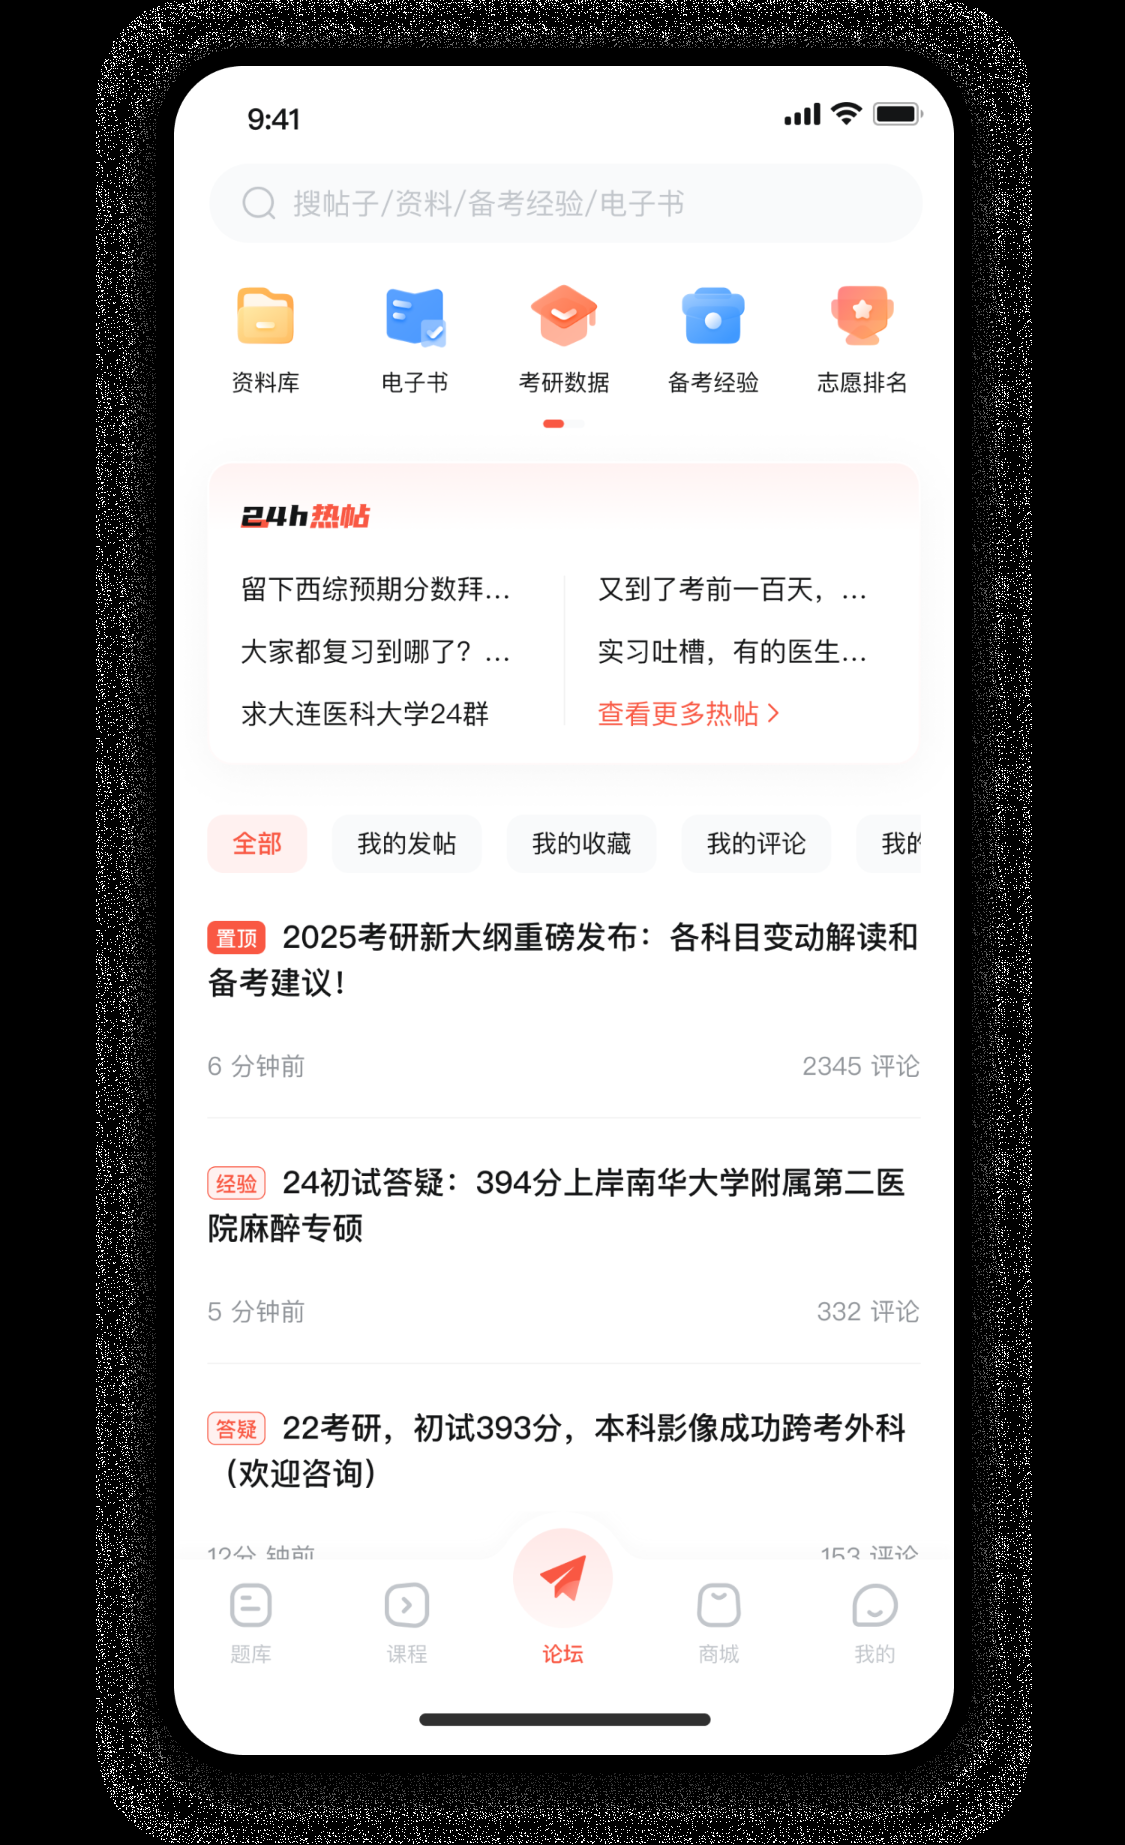 9:41
搜帖子/资料/备考经验/电子书
资料库
电子书
考研数据
备考经验
志愿排名
24h热帖
留下西综预期分数拜...
又到了考前一百天，...
大家都复习到哪了？...
实习吐槽，有的医生...
求大连医科大学24群
查看更多热帖
全部
我的发帖
我的收藏
我的评论
我的
置顶 2025考研新大纲重磅发布：各科目变动解读和
备考建议！
6 分钟前
2345 评论
经验 24初试答疑：394分上岸南华大学附属第二医
院麻醉专硕
5 分钟前
332 评论
答疑 22考研，初试393分，本科影像成功跨考外科
（欢迎咨询）
12分 钟前
153 评论
题库
课程
论坛
商城
我的